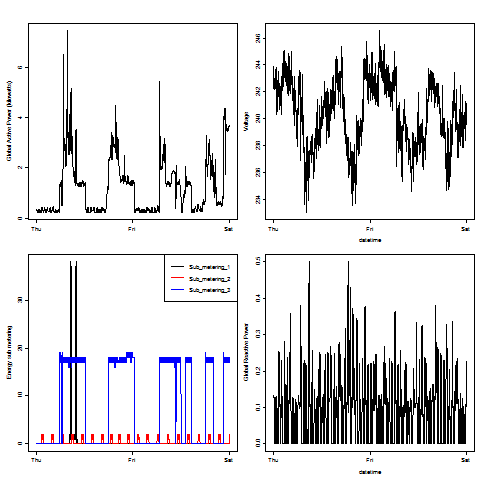 Global Active Power (kilowatts)
0 2 4 6
Thu Fri Sat
Voltage
234 236 238 240 242 244 246
Thu Fri Sat
datetime
Energy sub metering
0 10 20 30
Sub_metering_1
Sub_metering_2
Sub_metering_3
Thu Fri Sat
Global Reactive Power
0.0 0.1 0.2 0.3 0.4 0.5
Thu Fri Sat
datetime